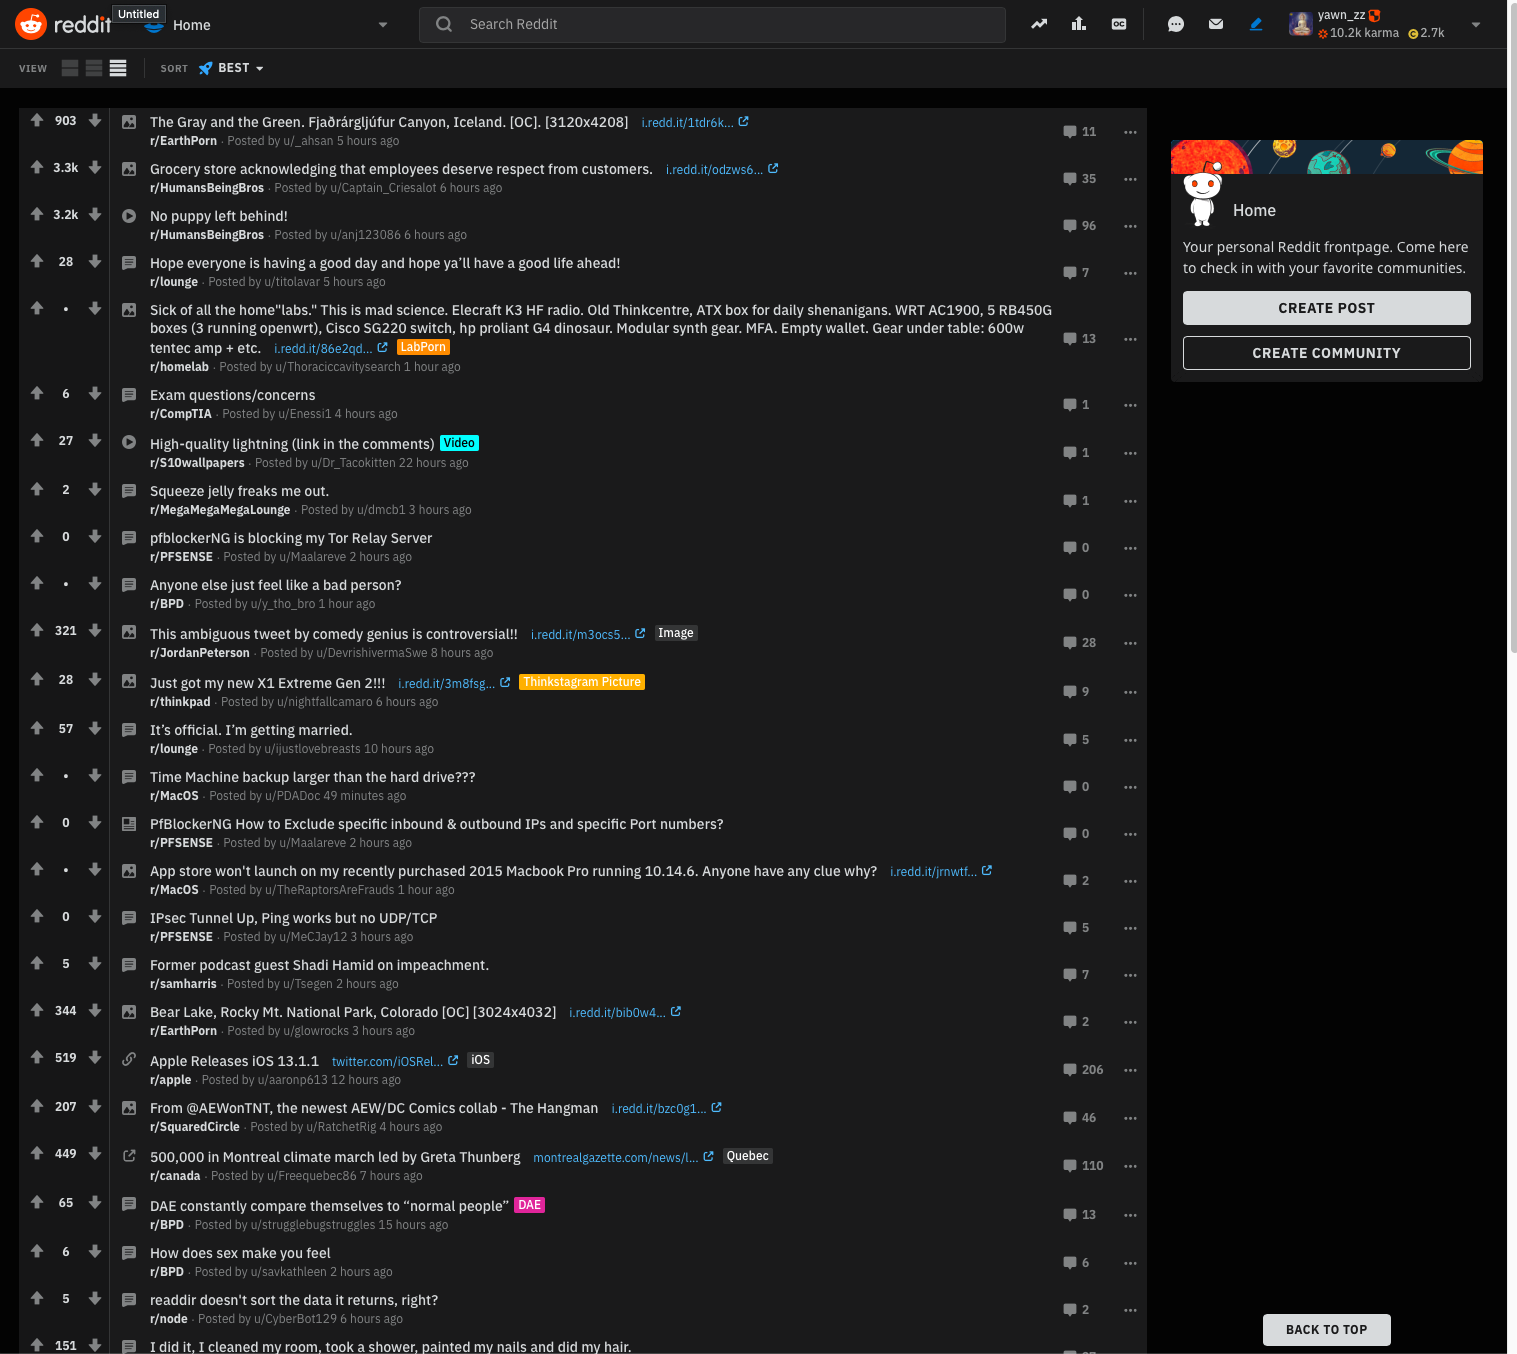 reddit
Untitled
Home
Search Reddit
OC
yawn_zz
10.2k karma
C 2.7k
VIEW
SORT
BEST
903
The Gray and the Green. Fjaðrárgljúfur Canyon, Iceland. [OC]. [3120x4208] i.redd.it/1tdr6k...
r/EarthPorn · Posted by u/_ahsan 5 hours ago
11
3.3k
Grocery store acknowledging that employees deserve respect from customers. i.redd.it/odzws6...
r/HumansBeingBros · Posted by u/Captain_Criesalot 6 hours ago
35
3.2k
No puppy left behind!
r/HumansBeingBros · Posted by u/anj123086 6 hours ago
96
28
Hope everyone is having a good day and hope ya’ll have a good life ahead!
r/lounge · Posted by u/titolavar 5 hours ago
7
•
Sick of all the home"labs." This is mad science. Elecraft K3 HF radio. Old Thinkcentre, ATX box for daily shenanigans. WRT AC1900, 5 RB450G
boxes (3 running openwrt), Cisco SG220 switch, hp proliant G4 dinosaur. Modular synth gear. MFA. Empty wallet. Gear under table: 600w
tentec amp + etc. i.redd.it/86e2qd... LabPorn
r/homelab · Posted by u/Thoraciccavitysearch 1 hour ago
13
6
Exam questions/concerns
r/CompTIA · Posted by u/Enessi1 4 hours ago
1
27
High-quality lightning (link in the comments) Video
r/S10wallpapers · Posted by u/Dr_Tacokitten 22 hours ago
1
2
Squeeze jelly freaks me out.
r/MegaMegaMegaLounge · Posted by u/dmcb1 3 hours ago
1
0
pfblockerNG is blocking my Tor Relay Server
r/PFSENSE · Posted by u/Maalareve 2 hours ago
0
•
Anyone else just feel like a bad person?
r/BPD · Posted by u/y_tho_bro 1 hour ago
0
321
This ambiguous tweet by comedy genius is controversial!! i.redd.it/m3ocs5... Image
r/JordanPeterson · Posted by u/DevrishivermaSwe 8 hours ago
28
28
Just got my new X1 Extreme Gen 2!!! i.redd.it/3m8fsg... Thinkstagram Picture
r/thinkpad · Posted by u/nightfallcamaro 6 hours ago
9
57
It’s official. I’m getting married.
r/lounge · Posted by u/ijustlovebreasts 10 hours ago
5
•
Time Machine backup larger than the hard drive???
r/MacOS · Posted by u/PDADoc 49 minutes ago
0
0
PfBlockerNG How to Exclude specific inbound & outbound IPs and specific Port numbers?
r/PFSENSE · Posted by u/Maalareve 2 hours ago
0
•
App store won't launch on my recently purchased 2015 Macbook Pro running 10.14.6. Anyone have any clue why? i.redd.it/jrnwtf...
r/MacOS · Posted by u/TheRaptorsAreFrauds 1 hour ago
2
0
IPsec Tunnel Up, Ping works but no UDP/TCP
r/PFSENSE · Posted by u/MeCJay12 3 hours ago
5
5
Former podcast guest Shadi Hamid on impeachment.
r/samharris · Posted by u/Tsegen 2 hours ago
7
344
Bear Lake, Rocky Mt. National Park, Colorado [OC] [3024x4032] i.redd.it/bib0w4...
r/EarthPorn · Posted by u/glowrocks 3 hours ago
2
519
Apple Releases iOS 13.1.1 twitter.com/iOSRel... iOS
r/apple · Posted by u/aaronp613 12 hours ago
206
207
From @AEWonTNT, the newest AEW/DC Comics collab - The Hangman i.redd.it/bzc0g1...
r/SquaredCircle · Posted by u/RatchetRig 4 hours ago
46
449
500,000 in Montreal climate march led by Greta Thunberg montrealgazette.com/news/l... Quebec
r/canada · Posted by u/Freequebec86 7 hours ago
110
65
DAE constantly compare themselves to “normal people” DAE
r/BPD · Posted by u/strugglebugstruggles 15 hours ago
13
6
How does sex make you feel
r/BPD · Posted by u/savkathleen 2 hours ago
6
5
readdir doesn't sort the data it returns, right?
r/node · Posted by u/CyberBot129 6 hours ago
2
151
I did it, I cleaned my room, took a shower, painted my nails and did my hair.
Home
Your personal Reddit frontpage. Come here
to check in with your favorite communities.
CREATE POST
CREATE COMMUNITY
BACK TO TOP